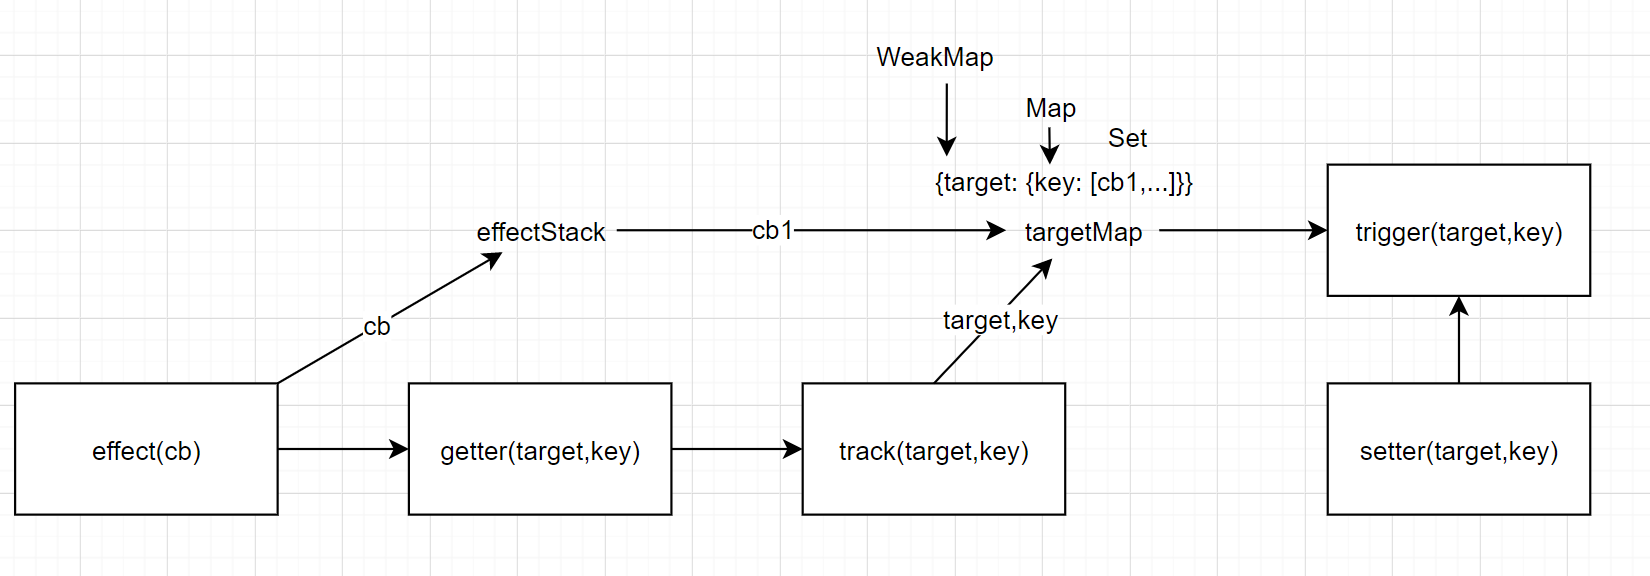 WeakMap
Map
Set
{target: {key: [cb1,...]}}
effectStack
cb1
targetMap
trigger(target,key)
cb
target,key
effect(cb)
getter(target,key)
track(target,key)
setter(target,key)